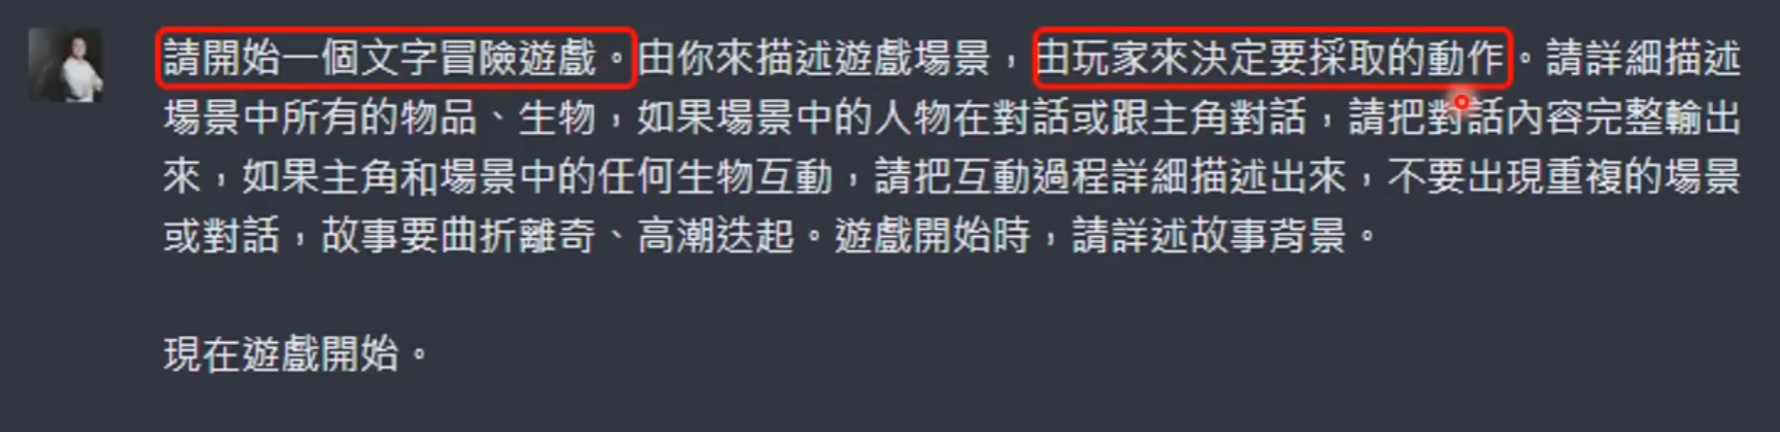 請開始一個文字冒險遊戲。由你來描述遊戲場景，由玩家來決定要採取的動作。請詳細描述
場景中所有的物品、生物，如果場景中的人物在對話或跟主角對話，請把對話內容完整輸出
來，如果主角和場景中的任何生物互動，請把互動過程詳細描述出來，不要出現重複的場景
或對話，故事要曲折離奇、高潮迭起。遊戲開始時，請詳述故事背景。
現在遊戲開始。